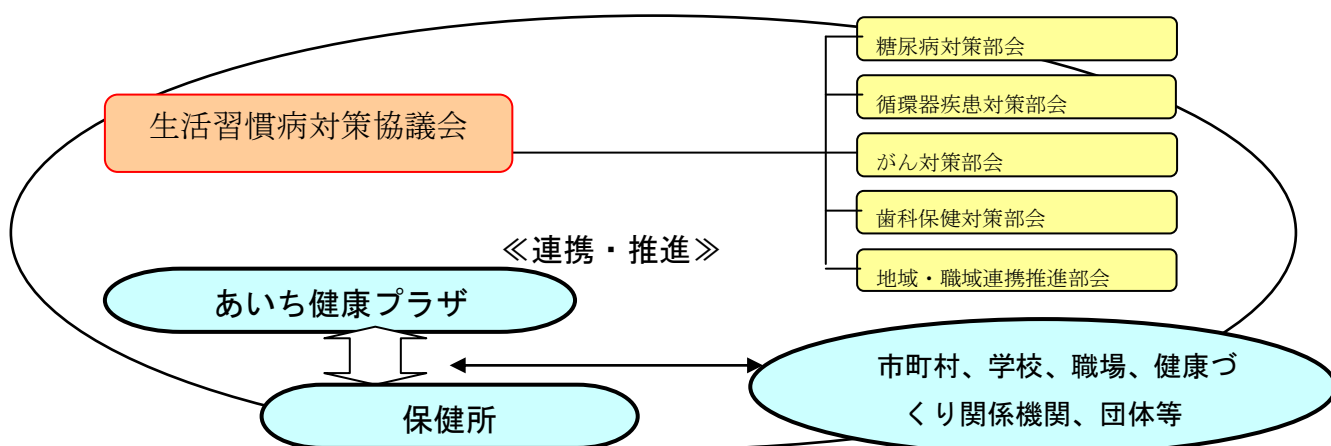 糖尿病対策部会
循環器疾患対策部会
生活習慣病対策協議会
がん対策部会
歯科保健対策部会
≪連携・推進≫
地域・職域連携推進部会
あいち健康プラザ
市町村、学校、職場、健康づ
くり関係機関、団体等
保健所